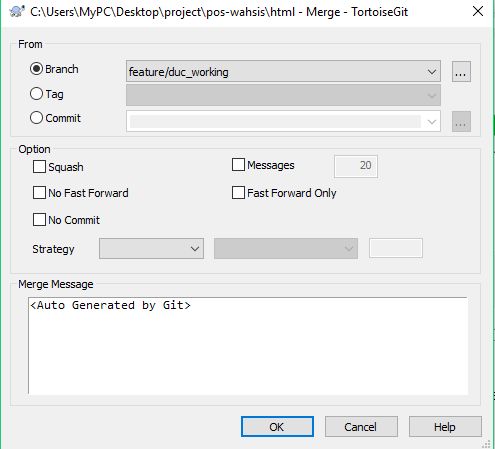 C:\Users\MyPC\Desktop\project\pos-wahsis\html - Merge - TortoiseGit
From
Branch
feature/duc_working
...
Tag
Commit
...
Option
Squash
Messages
20
No Fast Forward
Fast Forward Only
No Commit
Strategy
Merge Message
<Auto Generated by Git>
OK
Cancel
Help